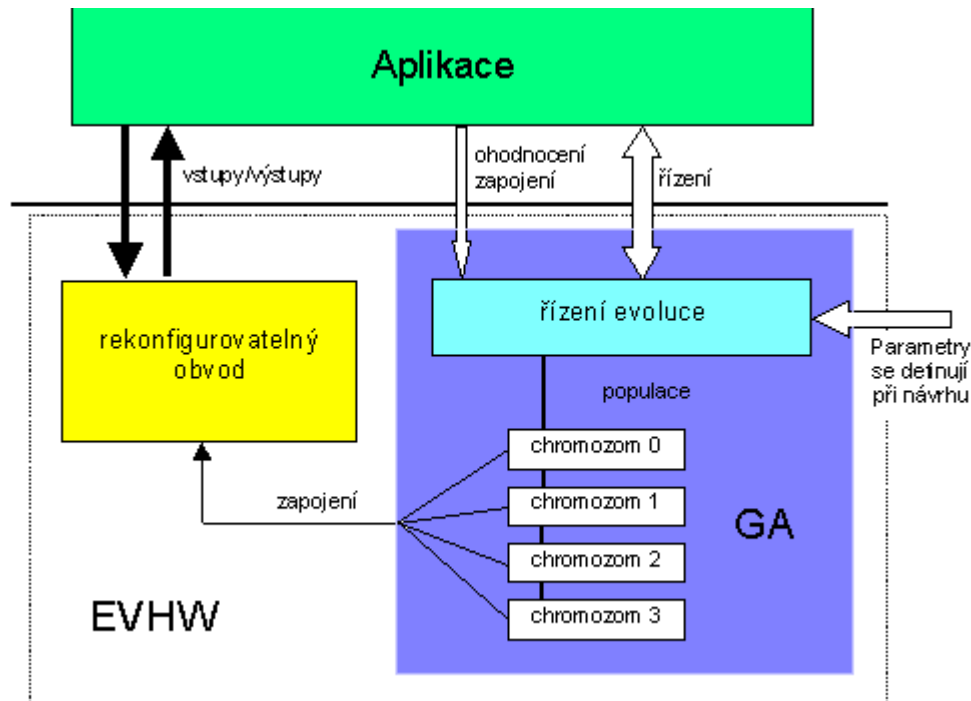 Aplikace
vstupy/výstupy
ohodnocení
zapojení
řízení
rekonfigurovatelný
obvod
řízení evoluce
Parametry
se definují
při návrhu
populace
chromozom 0
chromozom 1
chromozom 2
chromozom 3
zapojení
GA
EVHW